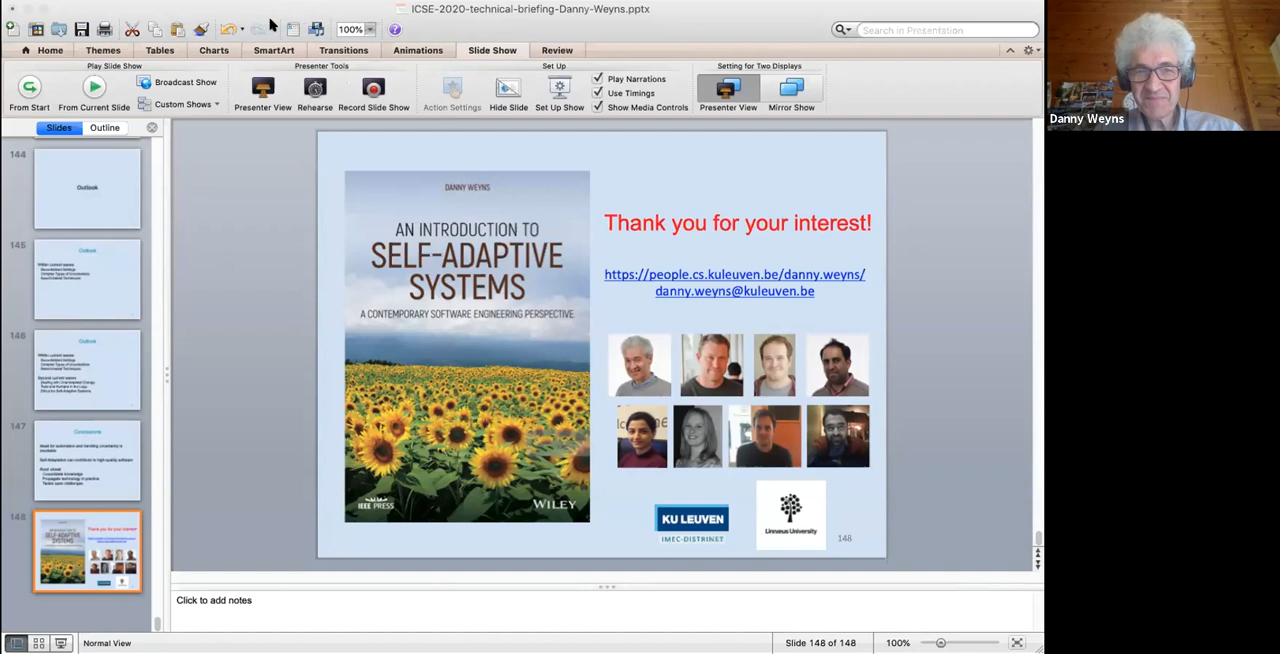 ICSE-2020-technical-briefing-Danny-Weyns.pptx
100%
Search in Presentation
Home
Themes
Tables
Charts
SmartArt
Transitions
Animations
Slide Show
Review
Play Slide Show
Presenter Tools
Set Up
Setting for Two Displays
From Start
From Current Slide
Broadcast Show
Custom Shows
Presenter View
Rehearse
Record Slide Show
Action Settings
Hide Slide
Set Up Show
Play Narrations
Use Timings
Show Media Controls
Presenter View
Mirror Show
Danny Weyns
Slides
Outline
144
Outlook
145
Outlook
146
Outlook
147
Conclusions
148
DANNY WEYNS
AN INTRODUCTION TO
SELF-ADAPTIVE
SYSTEMS
A CONTEMPORARY SOFTWARE ENGINEERING PERSPECTIVE
IEEE PRESS
WILEY
Thank you for your interest!
https://people.cs.kuleuven.be/danny.weyns/
danny.weyns@kuleuven.be
KU LEUVEN
IMEC-DISTRINET
Linnæus University
148
Click to add notes
Normal View
Slide 148 of 148
100%